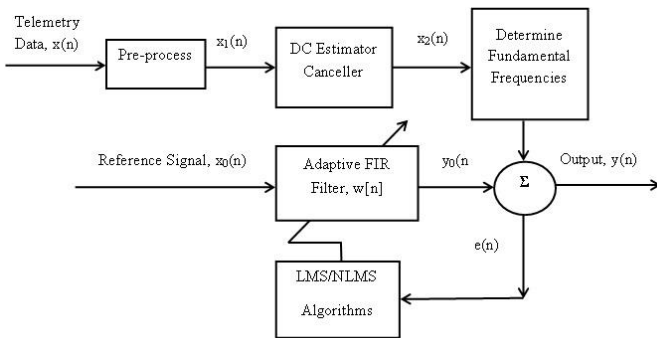 Telemetry
Data, x(n)
Pre-process
x1(n)
DC Estimator
Canceller
x2(n)
Determine
Fundamental
Frequencies
Reference Signal, x0(n)
Adaptive FIR
Filter, w[n]
y0(n
Σ
Output, y(n)
e(n)
LMS/NLMS
Algorithms